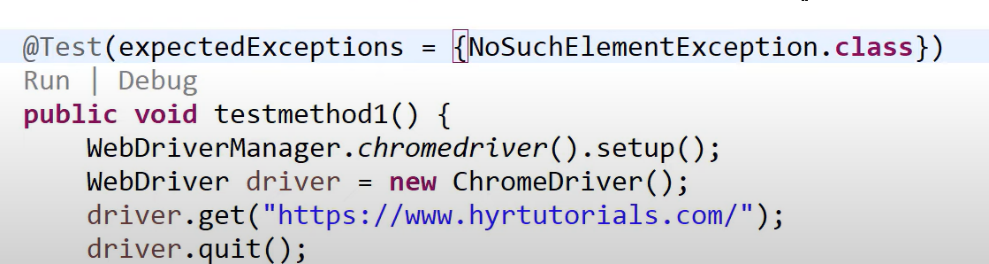 @Test(expectedExceptions = {NoSuchElementException.class})
Run | Debug
public void testmethod1() {
WebDriverManager.chromedriver().setup();
WebDriver driver = new ChromeDriver();
driver.get("https://www.hyrtutorials.com/");
driver.quit();